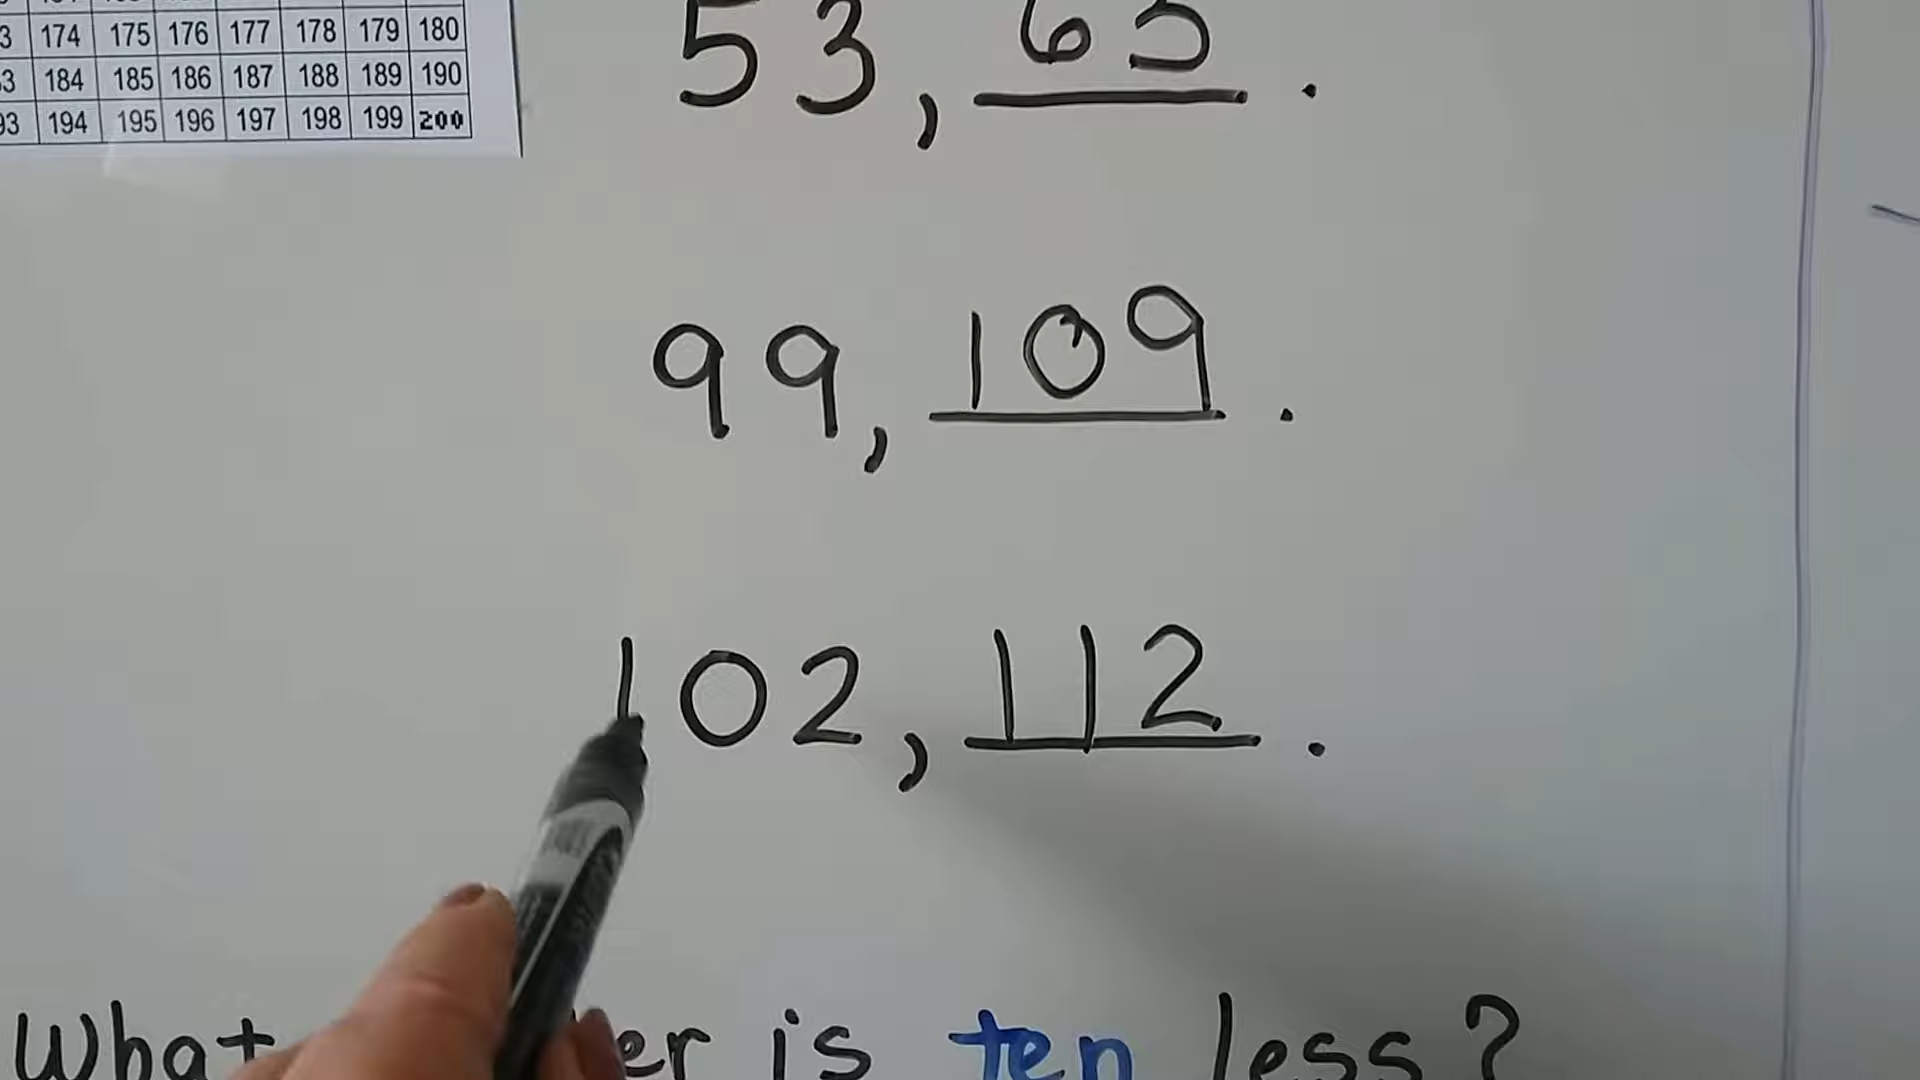 174 175 176 177 178 179 180
184 185 186 187 188 189 190
194 195 196 197 198 199 200
53, 63.
99, 109.
102, 112.
What is ten less?